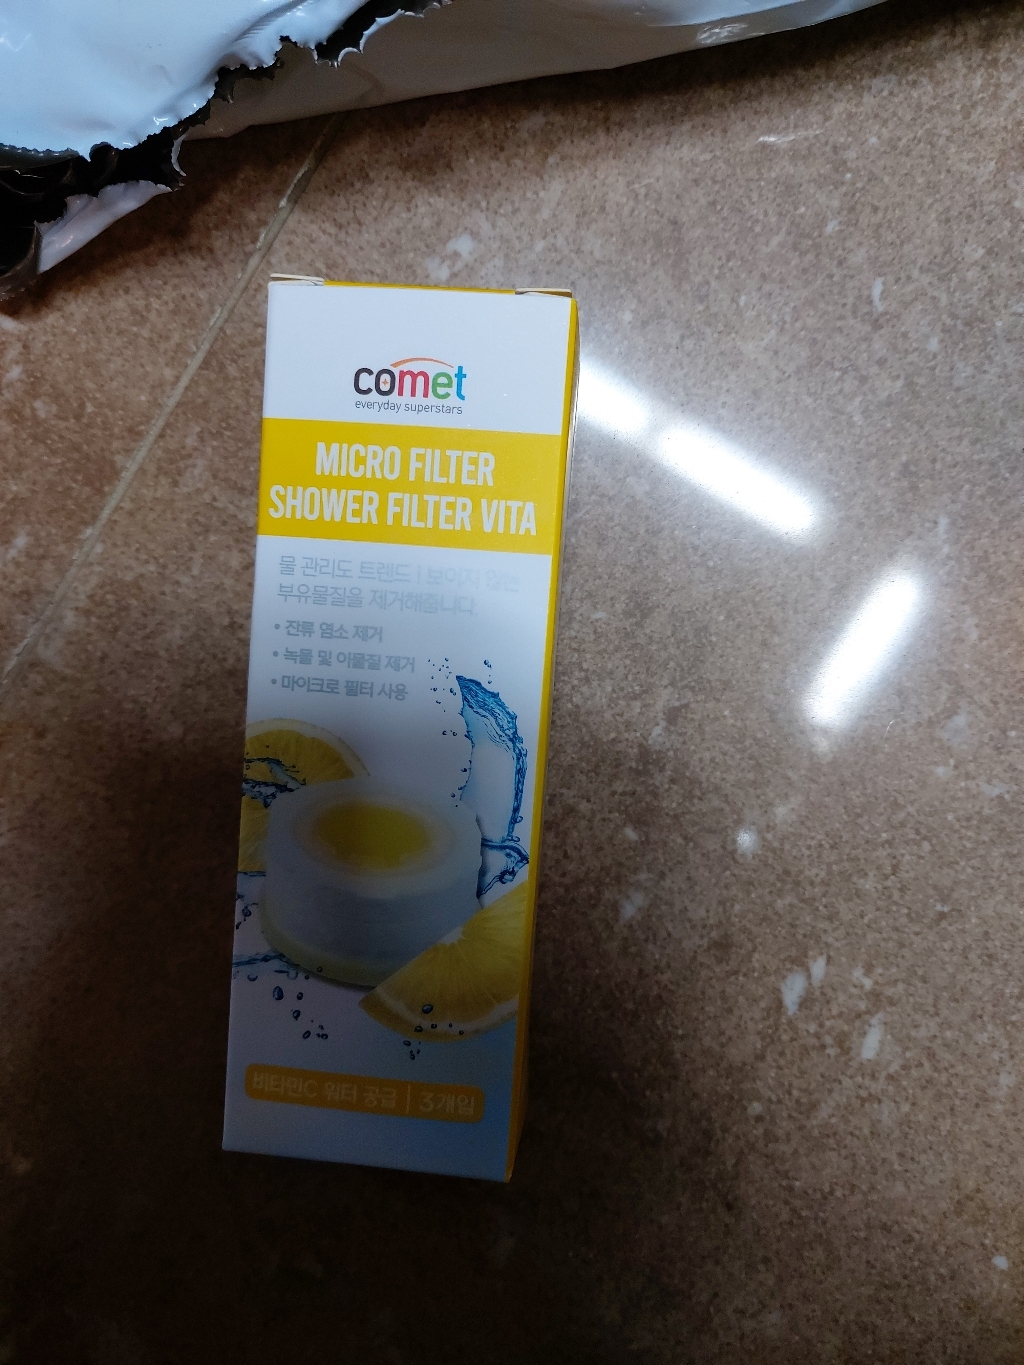 comet
everyday superstars
MICRO FILTER
SHOWER FILTER VITA
물 관리도 트렌드 | 보이지 않는
부유물질을 제거해줍니다.
• 잔류 염소 제거
• 녹물 및 이물질 제거
• 마이크로 필터 사용
비타민C 워터 공급 | 3개입